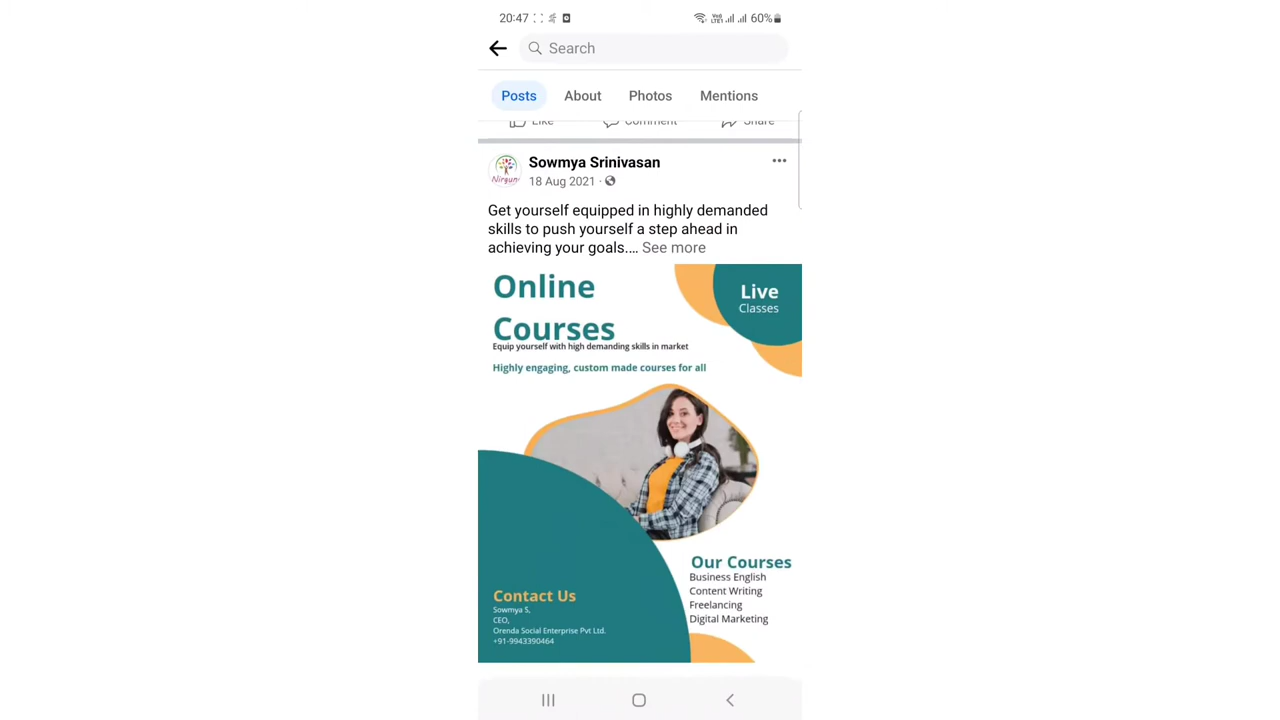 20:47
60%
Search
Posts About Photos Mentions
Like Comment Share
Sowmya Srinivasan
Nirgun
18 Aug 2021 ·
Get yourself equipped in highly demanded
skills to push yourself a step ahead in
achieving your goals.... See more
Online
Courses
Live
Classes
Equip yourself with high demanding skills in market
Highly engaging, custom made courses for all
Our Courses
Business English
Content Writing
Freelancing
Digital Marketing
Contact Us
Sowmya S,
CEO,
Orenda Social Enterprise Pvt Ltd.
+91-9943390464